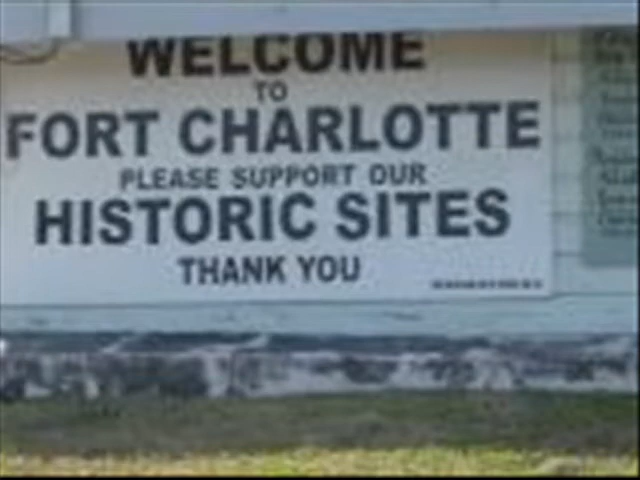 WELCOME
TO
FORT CHARLOTTE
PLEASE SUPPORT OUR
HISTORIC SITES
THANK YOU